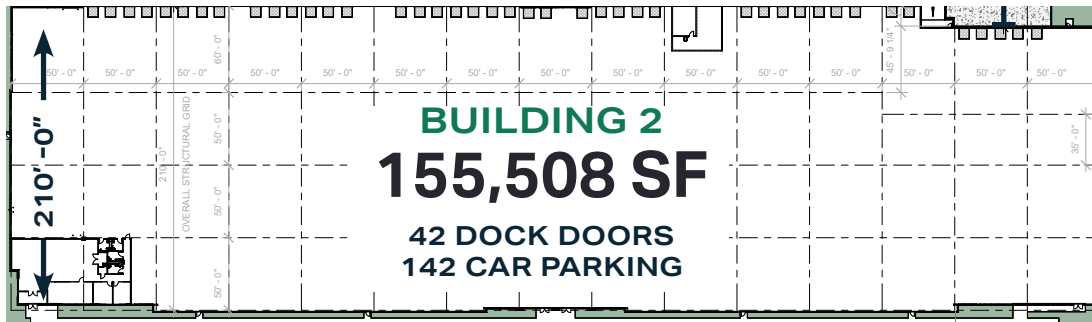 60' - 0"
45' - 9 1/4"
50' - 0" 50' - 0" 50' - 0" 50' - 0" 50' - 0" 50' - 0" 50' - 0" 50' - 0" 50' - 0" 50' - 0" 50' - 0" 50' - 0" 50' - 0" 50' - 0" 50' - 0"
210'-0"
210' - 0"
OVERALL STRUCTURAL GRID
50' - 0"
50' - 0"
50' - 0"
35' - 0"
BUILDING 2
155,508 SF
42 DOCK DOORS
142 CAR PARKING